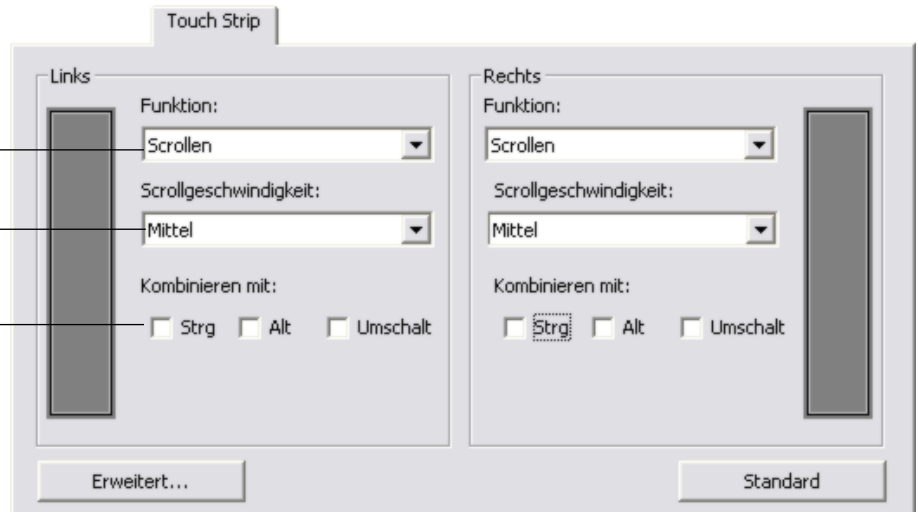 Touch Strip
Links
Funktion:
Scrollen
Scrollgeschwindigkeit:
Mittel
Kombinieren mit:
Strg Alt Umschalt
Rechts
Funktion:
Scrollen
Scrollgeschwindigkeit:
Mittel
Kombinieren mit:
Strg Alt Umschalt
Erweitert...
Standard